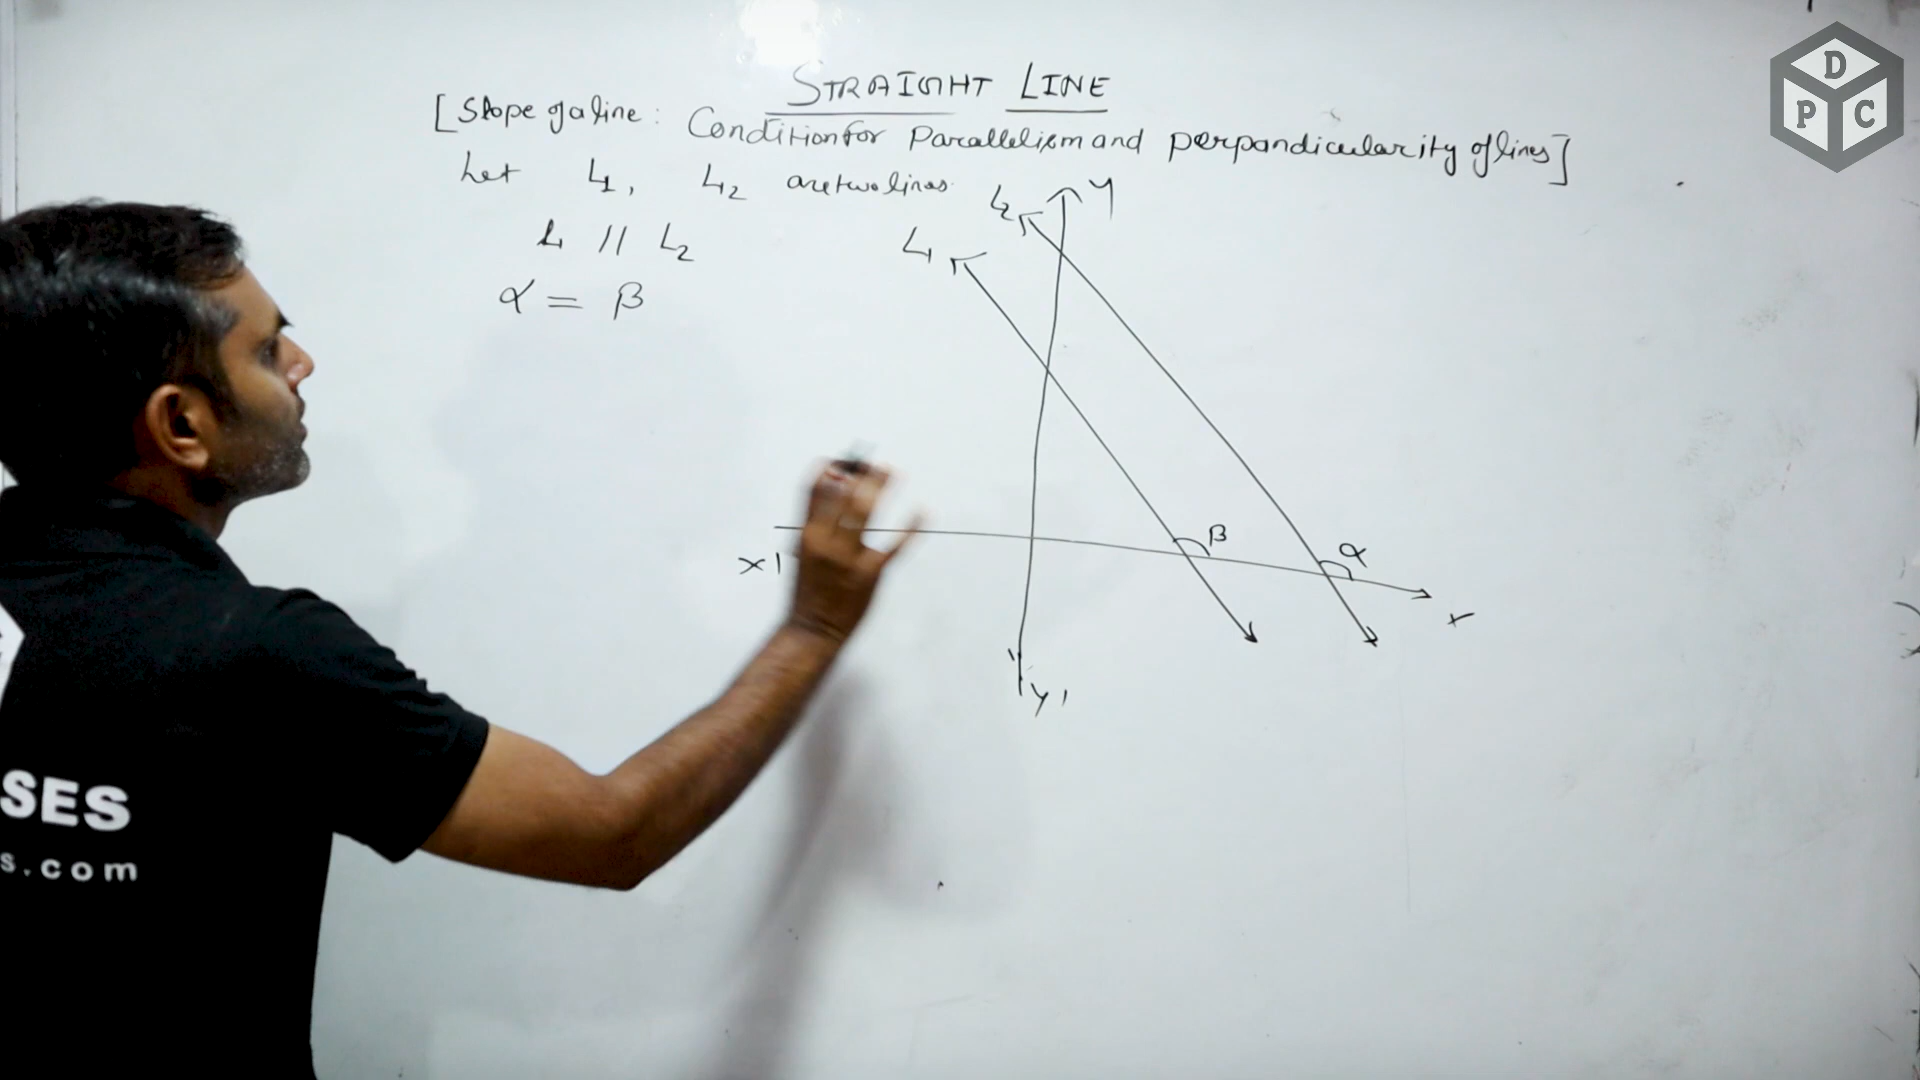 STRAIGHT LINE
[Slope of a line: Condition for Parallelism and perpandicularity of lines]
Let L1, L2 are two lines.
L1 // L2
α = β
Y
L2
L1
β
α
X'
X
Y'
D
P C
SES
s.com